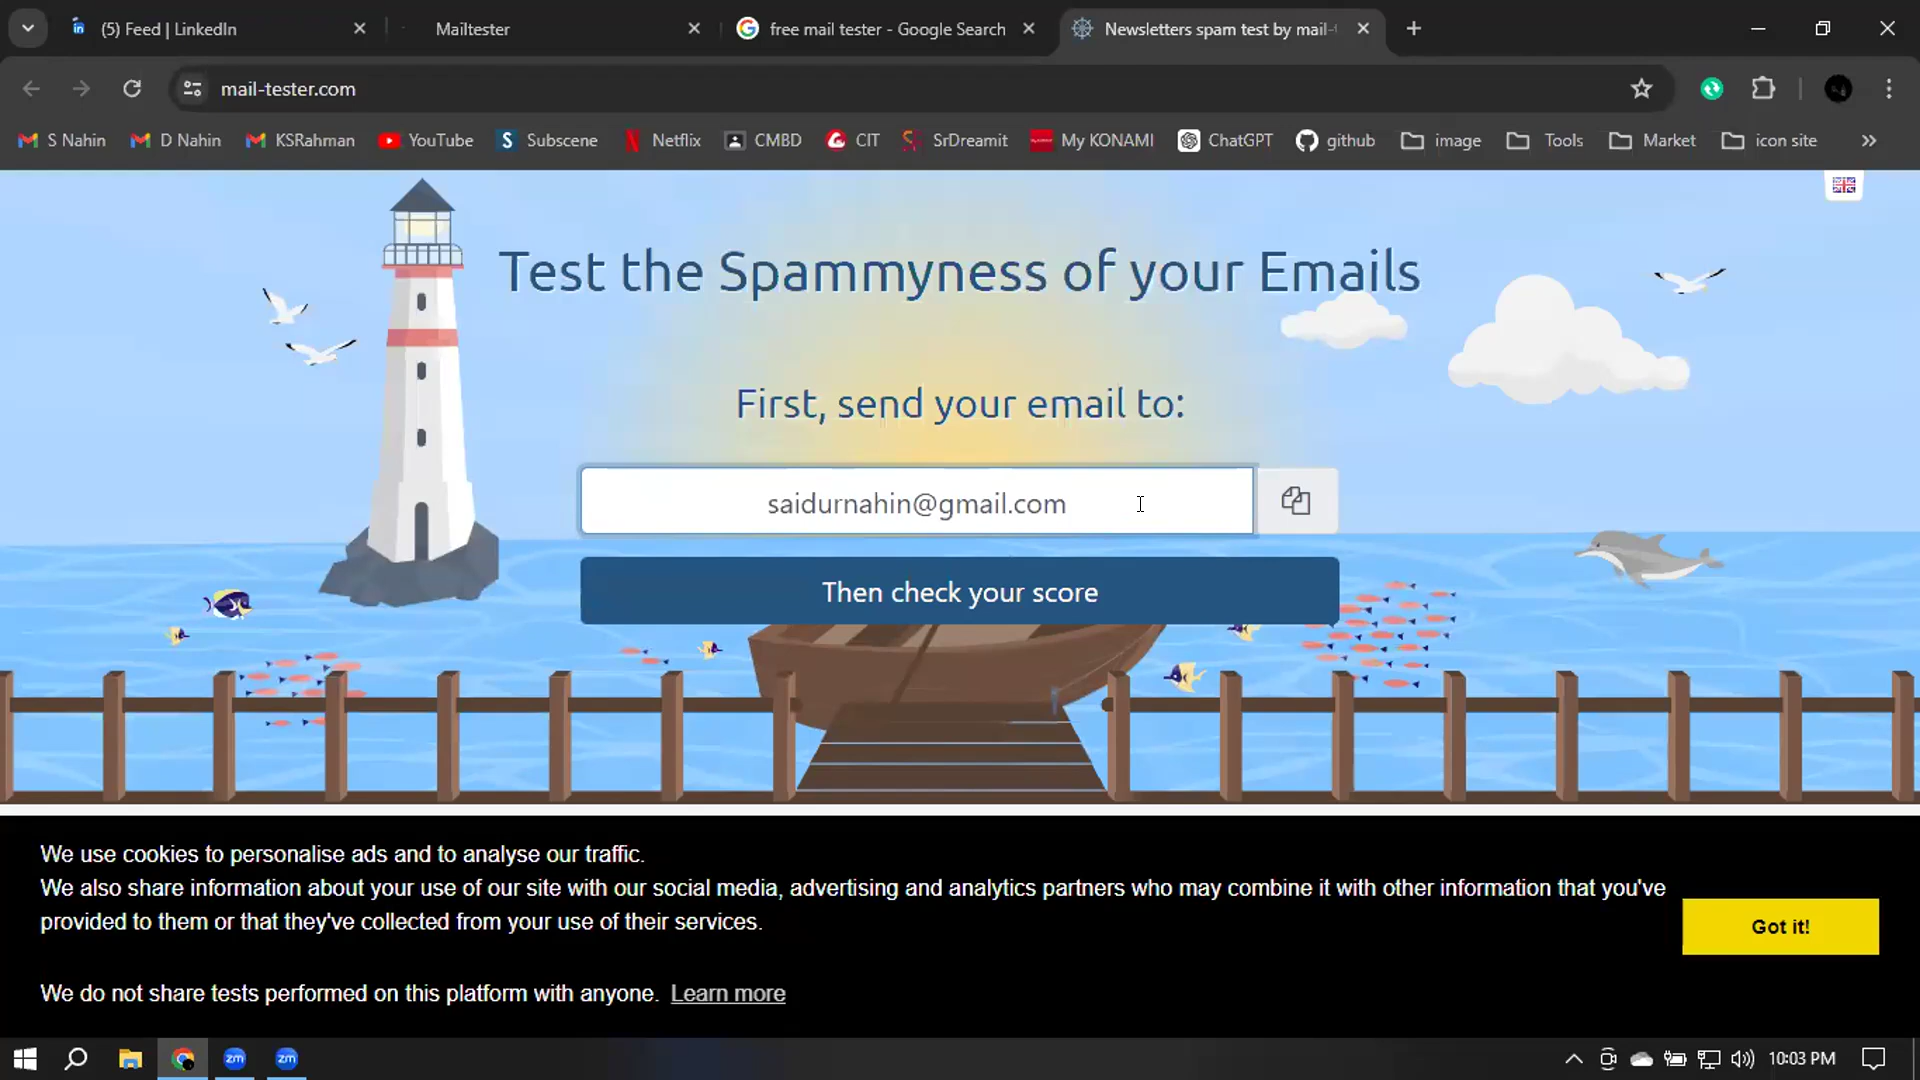 (5) Feed | LinkedIn
Mailtester
free mail tester - Google Search
Newsletters spam test by mail-
mail-tester.com
S Nahin
D Nahin
KSRahman
YouTube
Subscene
Netflix
CMBD
CIT
SrDreamit
My KONAMI
ChatGPT
github
image
Tools
Market
icon site
Test the Spammyness of your Emails
First, send your email to:
saidurnahin@gmail.com
Then check your score
We use cookies to personalise ads and to analyse our traffic.
We also share information about your use of our site with our social media, advertising and analytics partners who may combine it with other information that you've
provided to them or that they've collected from your use of their services.
Got it!
We do not share tests performed on this platform with anyone. Learn more
zm
zm
10:03 PM